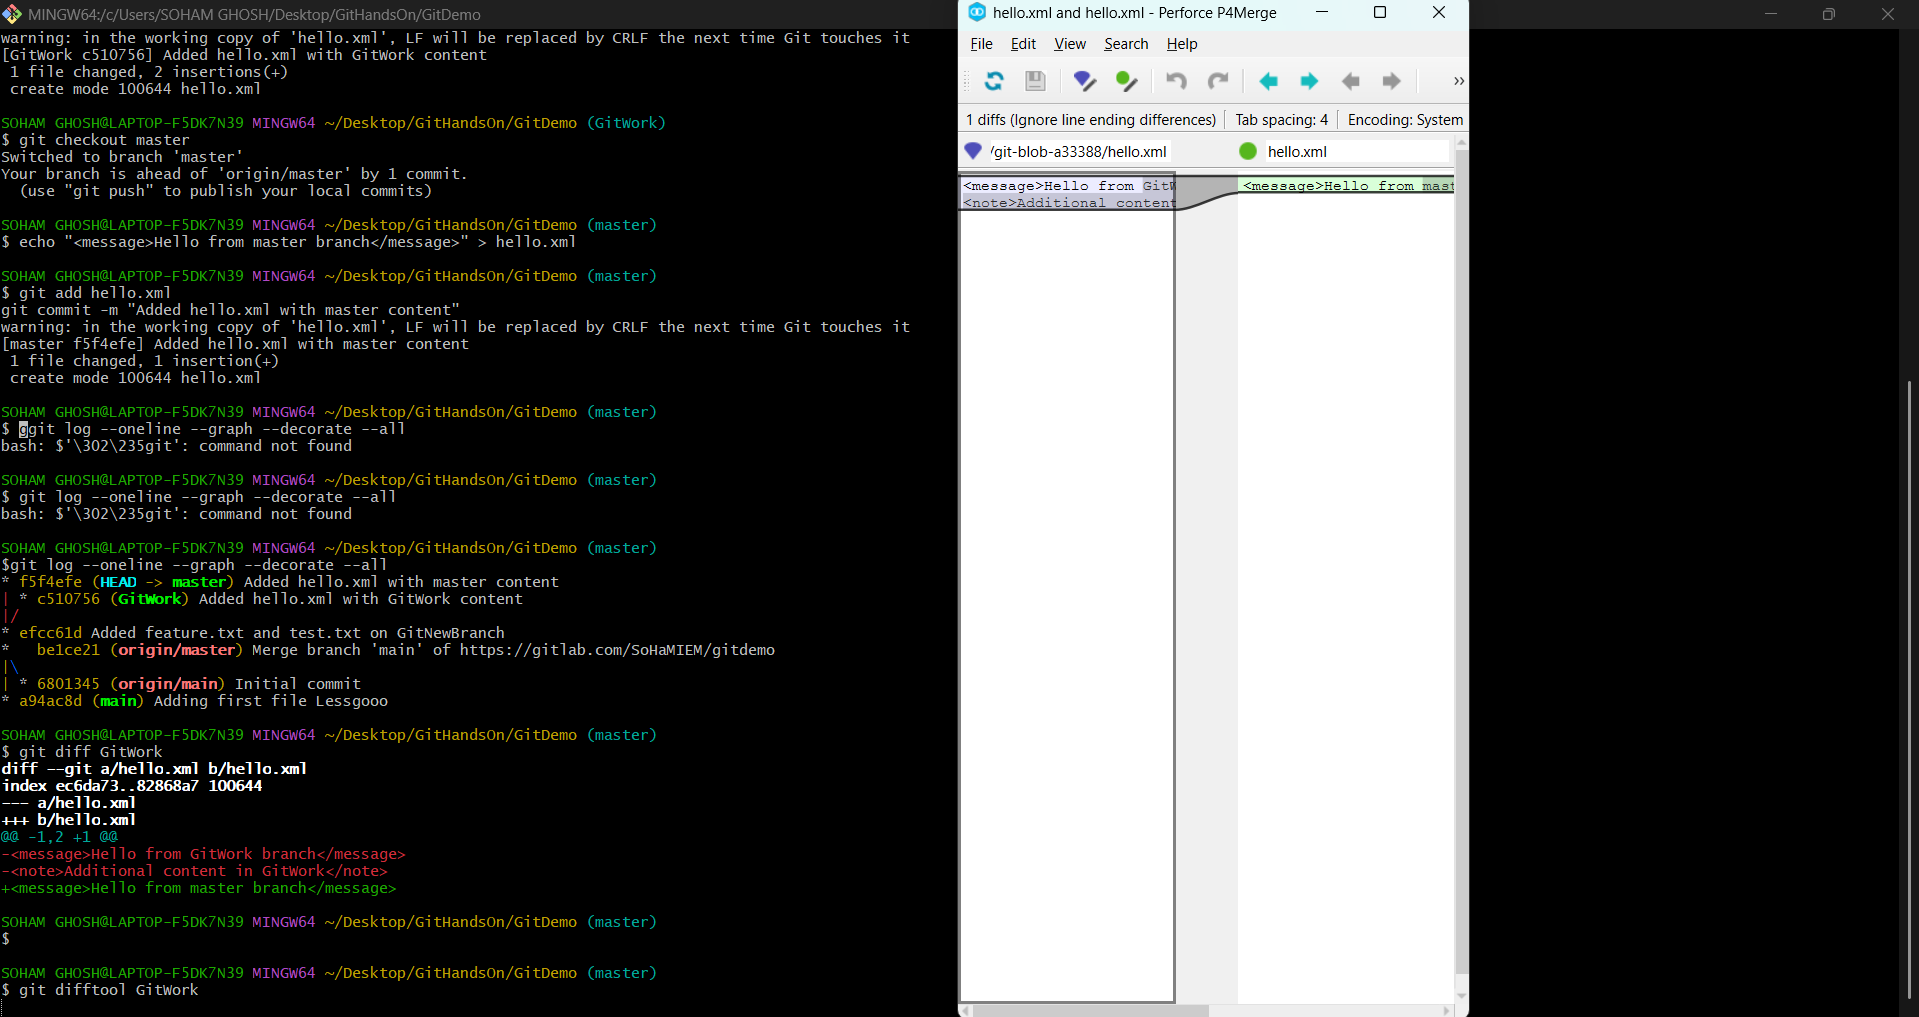 MINGW64:/c/Users/SOHAM GHOSH/Desktop/GitHandsOn/GitDemo
warning: in the working copy of 'hello.xml', LF will be replaced by CRLF the next time Git touches it
[GitWork c510756] Added hello.xml with GitWork content
 1 file changed, 2 insertions(+)
 create mode 100644 hello.xml
SOHAM GHOSH@LAPTOP-F5DK7N39 MINGW64 ~/Desktop/GitHandsOn/GitDemo (GitWork)
$ git checkout master
Switched to branch 'master'
Your branch is ahead of 'origin/master' by 1 commit.
  (use "git push" to publish your local commits)
SOHAM GHOSH@LAPTOP-F5DK7N39 MINGW64 ~/Desktop/GitHandsOn/GitDemo (master)
$ echo "<message>Hello from master branch</message>" > hello.xml
SOHAM GHOSH@LAPTOP-F5DK7N39 MINGW64 ~/Desktop/GitHandsOn/GitDemo (master)
$ git add hello.xml
git commit -m "Added hello.xml with master content"
warning: in the working copy of 'hello.xml', LF will be replaced by CRLF the next time Git touches it
[master f5f4efe] Added hello.xml with master content
 1 file changed, 1 insertion(+)
 create mode 100644 hello.xml
SOHAM GHOSH@LAPTOP-F5DK7N39 MINGW64 ~/Desktop/GitHandsOn/GitDemo (master)
$ ggit log --oneline --graph --decorate --all
bash: $'\302\235git': command not found
SOHAM GHOSH@LAPTOP-F5DK7N39 MINGW64 ~/Desktop/GitHandsOn/GitDemo (master)
$ git log --oneline --graph --decorate --all
bash: $'\302\235git': command not found
SOHAM GHOSH@LAPTOP-F5DK7N39 MINGW64 ~/Desktop/GitHandsOn/GitDemo (master)
$git log --oneline --graph --decorate --all
* f5f4efe (HEAD -> master) Added hello.xml with master content
| * c510756 (GitWork) Added hello.xml with GitWork content
|/
* efcc61d Added feature.txt and test.txt on GitNewBranch
*   be1ce21 (origin/master) Merge branch 'main' of https://gitlab.com/SoHaMIEM/gitdemo
|\
| * 6801345 (origin/main) Initial commit
* a94ac8d (main) Adding first file Lessgooo
SOHAM GHOSH@LAPTOP-F5DK7N39 MINGW64 ~/Desktop/GitHandsOn/GitDemo (master)
$ git diff GitWork
diff --git a/hello.xml b/hello.xml
index ec6da73..82868a7 100644
--- a/hello.xml
+++ b/hello.xml
@@ -1,2 +1 @@
-<message>Hello from GitWork branch</message>
-<note>Additional content in GitWork</note>
+<message>Hello from master branch</message>
SOHAM GHOSH@LAPTOP-F5DK7N39 MINGW64 ~/Desktop/GitHandsOn/GitDemo (master)
$
SOHAM GHOSH@LAPTOP-F5DK7N39 MINGW64 ~/Desktop/GitHandsOn/GitDemo (master)
$ git difftool GitWork
hello.xml and hello.xml - Perforce P4Merge
File Edit View Search Help
1 diffs (Ignore line ending differences) Tab spacing: 4 Encoding: System
/git-blob-a33388/hello.xml
hello.xml
<message>Hello from GitW
<note>Additional content
<message>Hello from mast